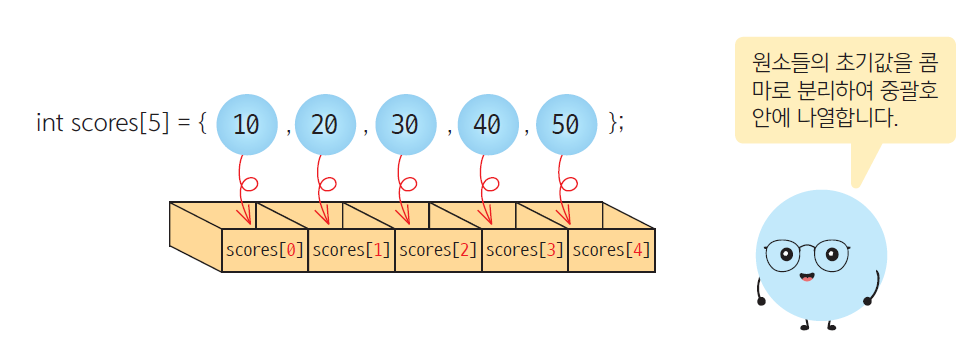 int scores[5] = { 10 , 20 , 30 , 40 , 50 };
원소들의 초기값을 콤
마로 분리하여 중괄호
안에 나열합니다.
scores[0] scores[1] scores[2] scores[3] scores[4]